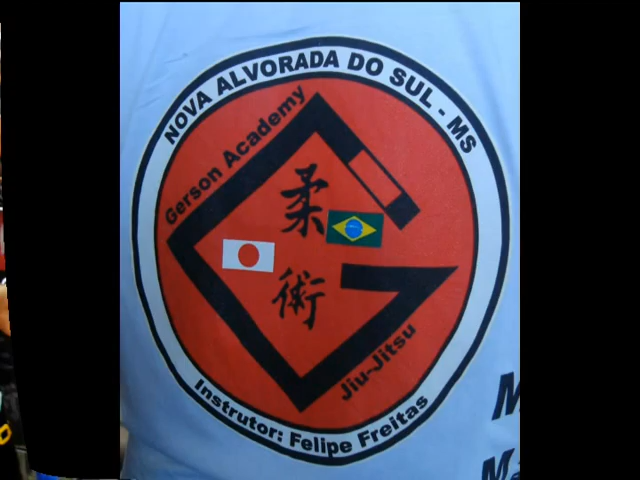 NOVA ALVORADA DO SUL - MS
Gerson Academy
柔
術
Jiu-Jitsu
Instrutor: Felipe Freitas